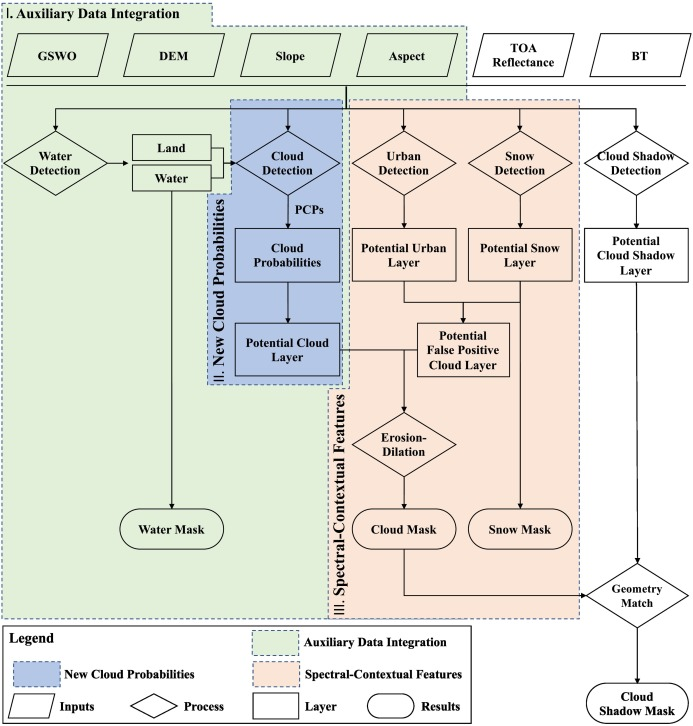 I. Auxiliary Data Integration
GSWO
DEM
Slope
Aspect
TOA
Reflectance
BT
Water
Detection
Land
Water
Cloud
Detection
Urban
Detection
Snow
Detection
Cloud Shadow
Detection
PCPs
II. New Cloud Probabilities
Cloud
Probabilities
Potential Urban
Layer
Potential Snow
Layer
Potential
Cloud Shadow
Layer
Potential Cloud
Layer
Potential
False Positive
Cloud Layer
III. Spectral-Contextual Features
Erosion-
Dilation
Water Mask
Cloud Mask
Snow Mask
Geometry
Match
Cloud
Shadow Mask
Legend
Auxiliary Data Integration
New Cloud Probabilities
Spectral-Contextual Features
Inputs
Process
Layer
Results